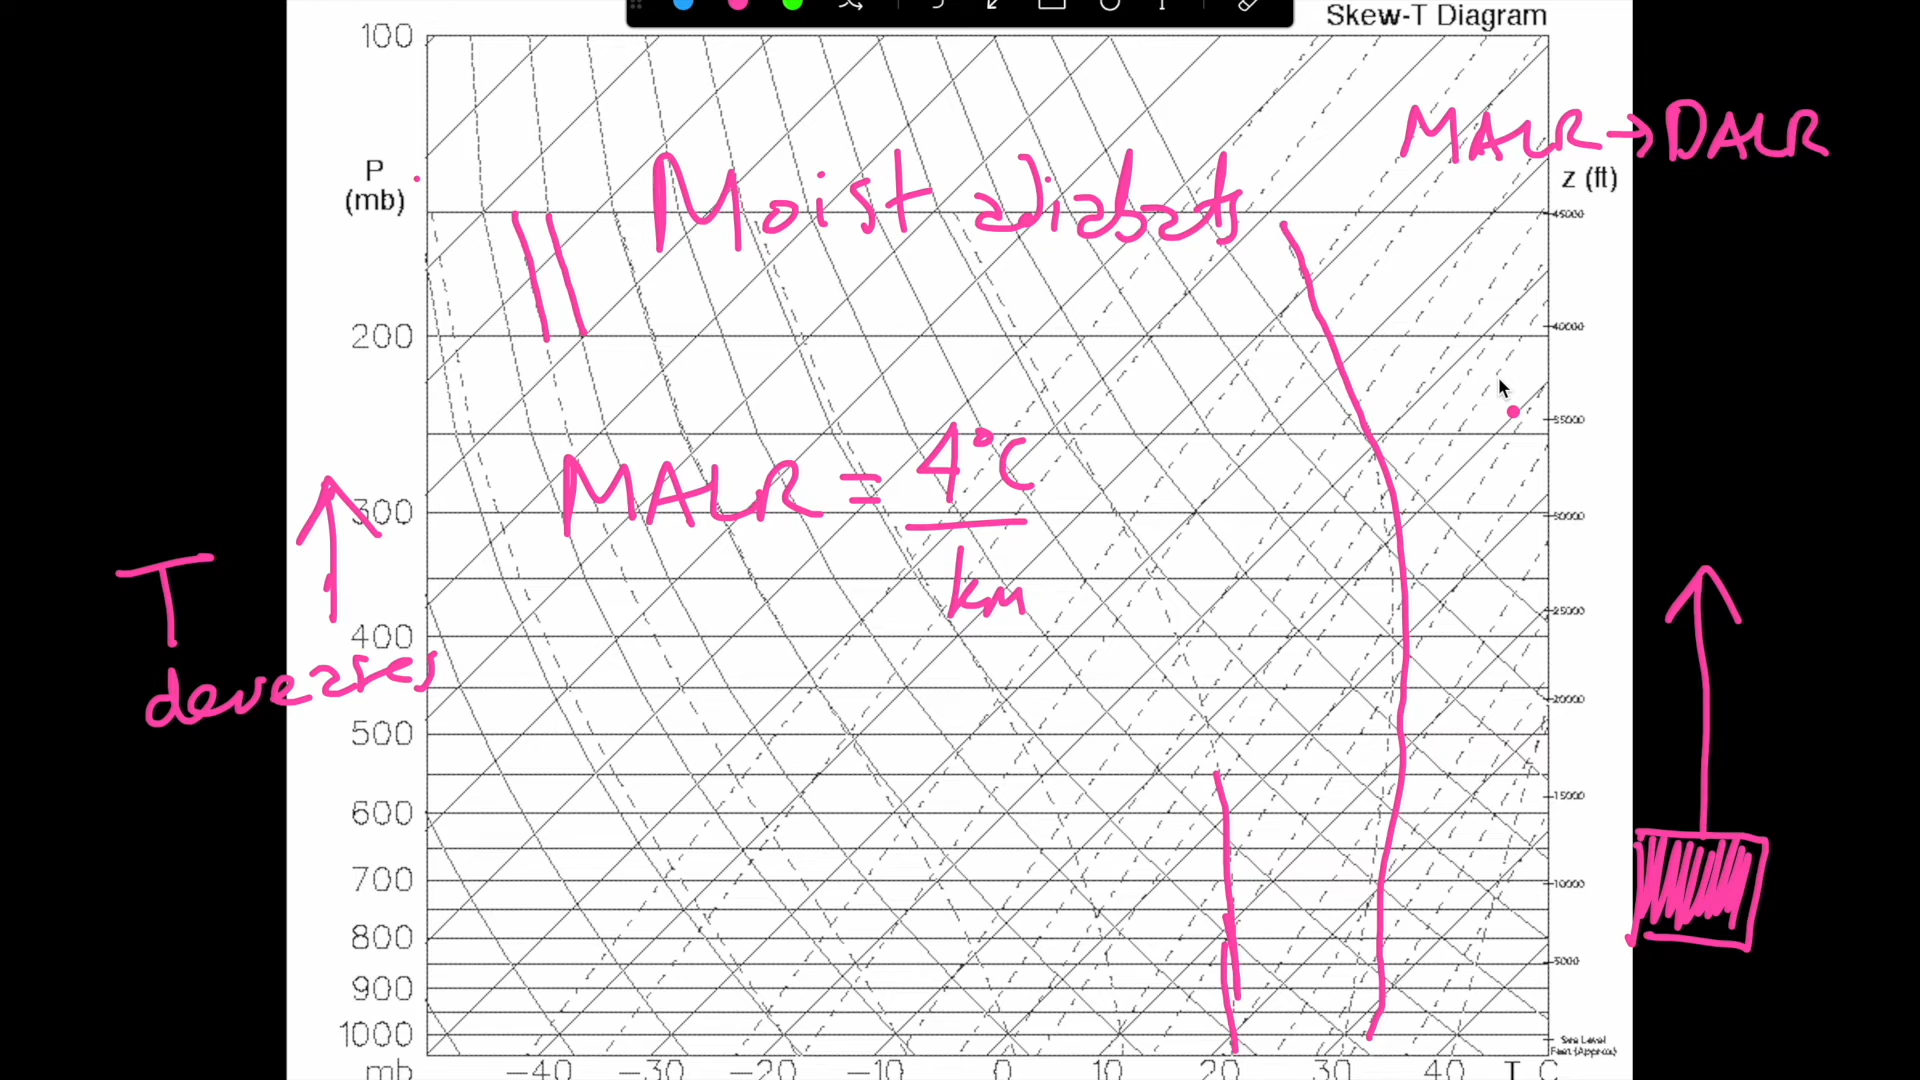 Skew-T Diagram
100
MALR → DALR
P
(mb)
z (ft)
Moist adiabats
45000
200
40000
35000
MALR = 4°C
km
300
30000
T
decreases
25000
400
20000
500
15000
600
700
10000
800
5000
900
1000
Sea Level
Feet (Approx)
mb -40 -30 -20 -10 0 10 20 30 40 T C